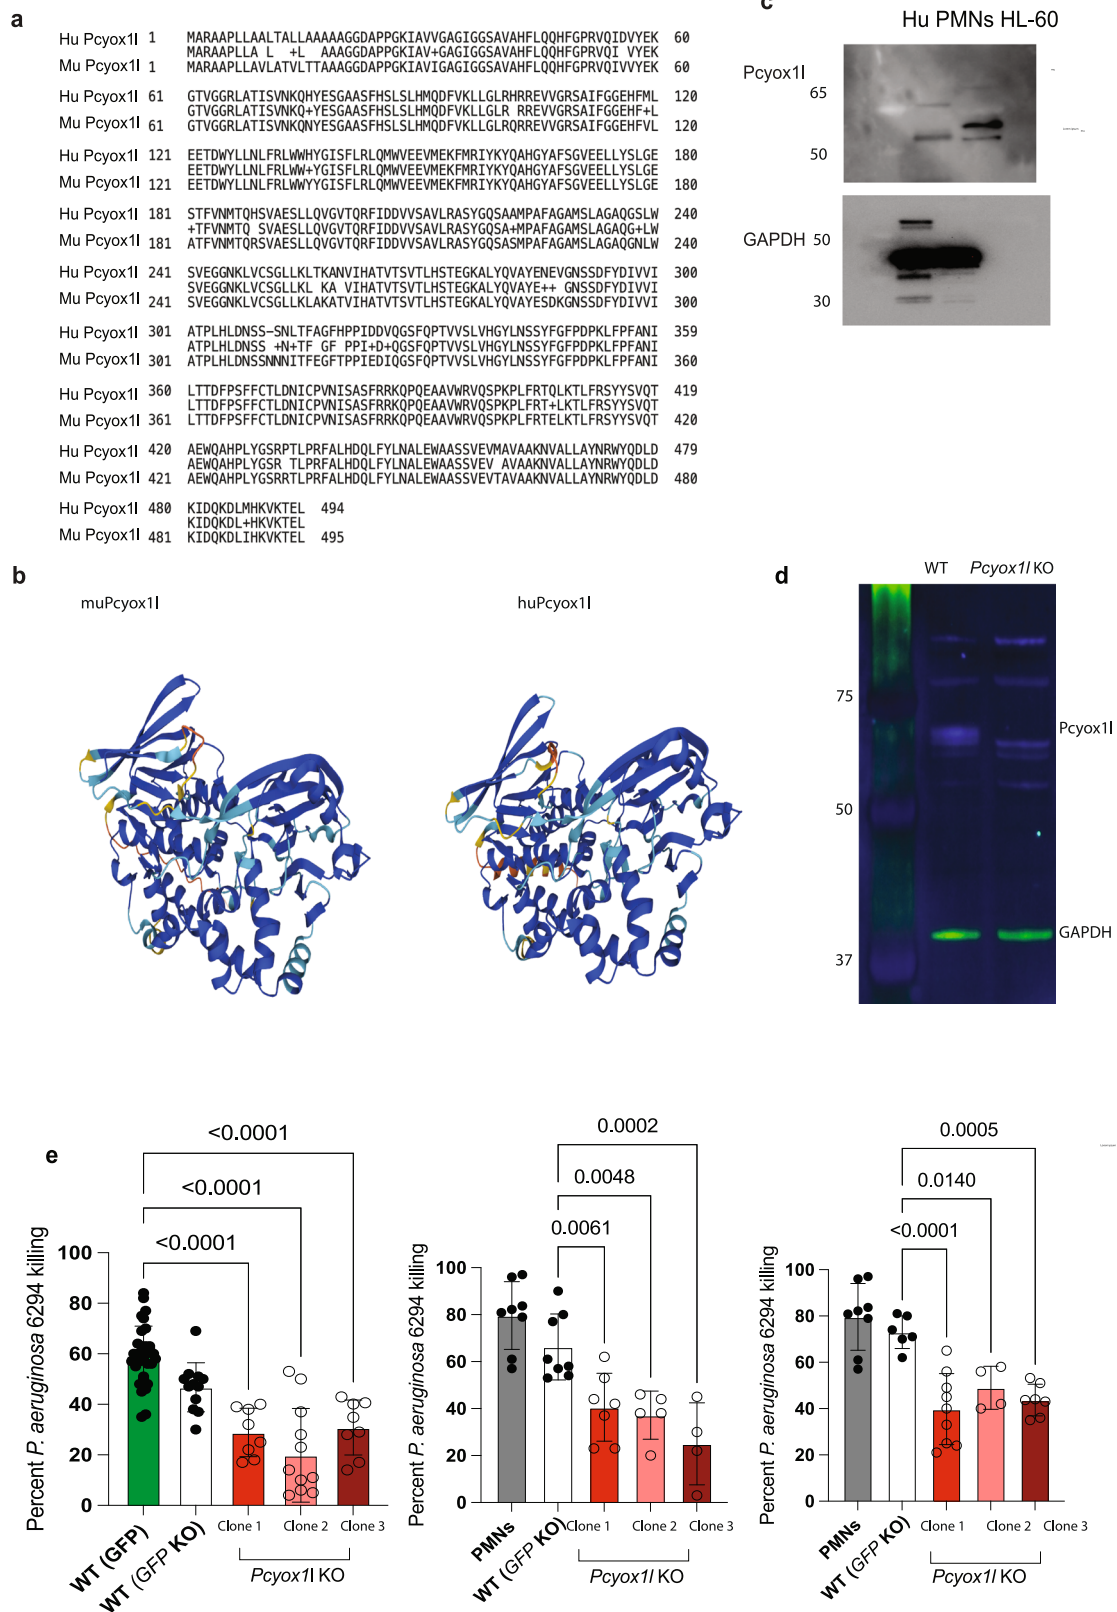 a
Hu Pcyox1l 1 MARAAPLLAALTALLAAAAAGGDAPPGKIAVVGAGIGGSAVAHFLQQHFGPRVQIDVYEK 60
MARAAPLLA L +L AAAGGDAPPGKIAV+GAGIGGSAVAHFLQQHFGPRVQI VYEK
Mu Pcyox1l 1 MARAAPLLAVLATVLTTAAAGGDAPPGKIAVIGAGIGGSAVAHFLQQHFGPRVQIVVYEK 60
Hu Pcyox1l 61 GTVGGRLATISVNKQHYESGAASFHSLSLHMQDFVKLLGLRHRREVVGRSAIFGGEHFML 120
GTVGGRLATISVNKQ+YESGAASFHSLSLHMQDFVKLLGLR RREVVGRSAIFGGEHF+L
Mu Pcyox1l 61 GTVGGRLATISVNKQNYESGAASFHSLSLHMQDFVKLLGLRQRREVVGRSAIFGGEHFVL 120
Hu Pcyox1l 121 EETDWYLLNLFRLWWHYGISFLRLQMWVEEVMEKFMRIYKYQAHGYAFSGVEELLYSLGE 180
EETDWYLLNLFRLWW+YGISFLRLQMWVEEVMEKFMRIYKYQAHGYAFSGVEELLYSLGE
Mu Pcyox1l 121 EETDWYLLNLFRLWWYYGISFLRLQMWVEEVMEKFMRIYKYQAHGYAFSGVEELLYSLGE 180
Hu Pcyox1l 181 STFVNMTQHSVAESLLQVGVTQRFIDDVVSAVLRASYGQSAAMPAFAGAMSLAGAQGSLW 240
+TFVNMTQ SVAESLLQVGVTQRFIDDVVSAVLRASYGQSA+MPAFAGAMSLAGAQG+LW
Mu Pcyox1l 181 ATFVNMTQRSVAESLLQVGVTQRFIDDVVSAVLRASYGQSASMPAFAGAMSLAGAQGNLW 240
Hu Pcyox1l 241 SVEGGNKLVCSGLLKLTKANVIHATVTSVTLHSTEGKALYQVAYENEVGNSSDFYDIVVI 300
SVEGGNKLVCSGLLKL KA VIHATVTSVTLHSTEGKALYQVAYE++ GNSSDFYDIVVI
Mu Pcyox1l 241 SVEGGNKLVCSGLLKLAKATVIHATVTSVTLHSTEGKALYQVAYESDKGNSSDFYDIVVI 300
Hu Pcyox1l 301 ATPLHLDNSS-SNLTFAGFHPPIDDVQGSFQPTVVSLVHGYLNSSYFGFPDPKLFPFANI 359
ATPLHLDNSS +N+TF GF PPI+D+QGSFQPTVVSLVHGYLNSSYFGFPDPKLFPFANI
Mu Pcyox1l 301 ATPLHLDNSSNNNITFEGFTPPIEDIQGSFQPTVVSLVHGYLNSSYFGFPDPKLFPFANI 360
Hu Pcyox1l 360 LTTDFPSFFCTLDNICPVNISASFRRKQPQEAAVWRVQSPKPLFRTQLKTLFRSYYSVQT 419
LTTDFPSFFCTLDNICPVNISASFRRKQPQEAAVWRVQSPKPLFRT+LKTLFRSYYSVQT
Mu Pcyox1l 361 LTTDFPSFFCTLDNICPVNISASFRRKQPQEAAVWRVQSPKPLFRTELKTLFRSYYSVQT 420
Hu Pcyox1l 420 AEWQAHPLYGSRPTLPRFALHDQLFYLNALEWAASSVEVMAVAAKNVALLAYNRWYQDLD 479
AEWQAHPLYGSR TLPRFALHDQLFYLNALEWAASSVEV AVAAKNVALLAYNRWYQDLD
Mu Pcyox1l 421 AEWQAHPLYGSRRTLPRFALHDQLFYLNALEWAASSVEVTAVAAKNVALLAYNRWYQDLD 480
Hu Pcyox1l 480 KIDQKDLMHKVKTEL 494
KIDQKDL+HKVKTEL
Mu Pcyox1l 481 KIDQKDLIHKVKTEL 495
c
Hu PMNs HL-60
Pcyox1l
65
50
GAPDH 50
30
b
muPcyox1l
huPcyox1l
d
WT Pcyox1l KO
75
Pcyox1l
50
GAPDH
37
e
<0.0001
<0.0001
<0.0001
Percent P. aeruginosa 6294 killing
100
80
60
40
20
0
WT (GFP)
WT (GFP KO)
Clone 1 Clone 2 Clone 3
Pcyox1l KO
0.0002
0.0048
0.0061
Percent P. aeruginosa 6294 killing
100
80
60
40
20
0
PMNs
WT (GFP KO)
Clone 1 Clone 2 Clone 3
Pcyox1l KO
0.0005
0.0140
<0.0001
Percent P. aeruginosa 6294 killing
100
80
60
40
20
0
PMNs
WT (GFP KO)
Clone 1 Clone 2 Clone 3
Pcyox1l KO